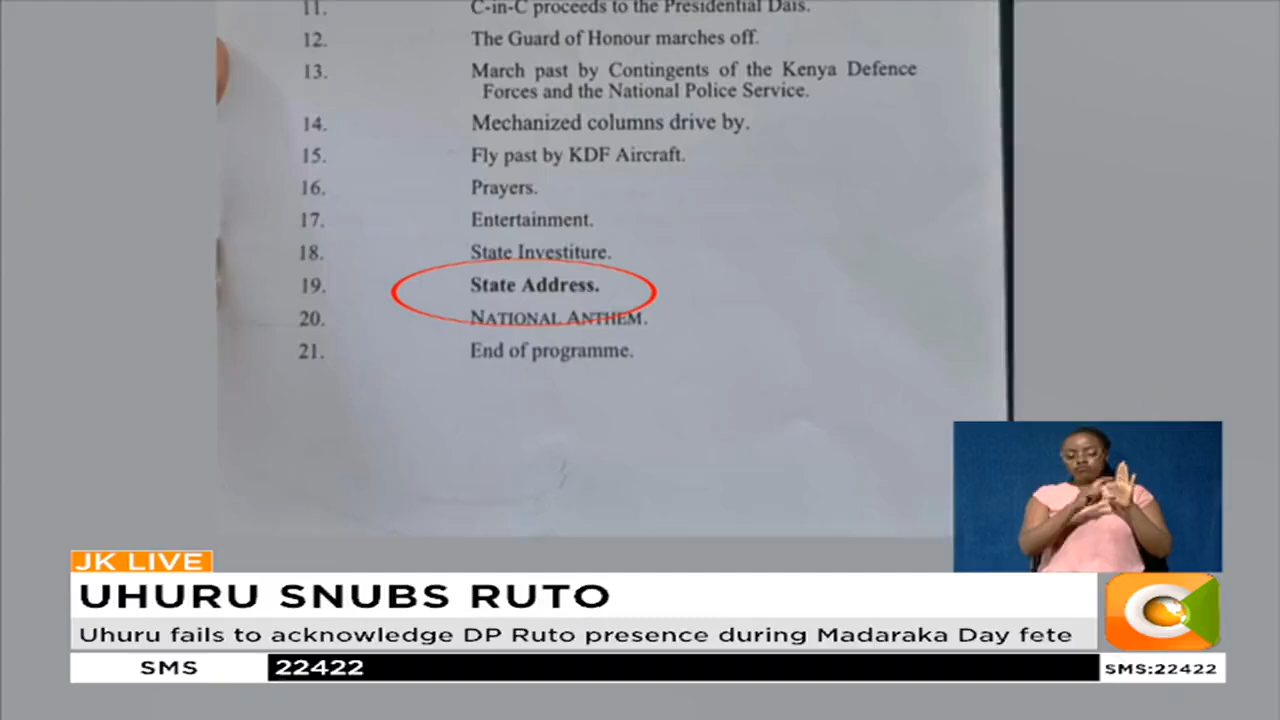 11. C-in-C proceeds to the Presidential Dais.
12. The Guard of Honour marches off.
13. March past by Contingents of the Kenya Defence
Forces and the National Police Service.
14. Mechanized columns drive by.
15. Fly past by KDF Aircraft.
16. Prayers.
17. Entertainment.
18. State Investiture.
19. State Address.
20. NATIONAL ANTHEM.
21. End of programme.
JK LIVE
UHURU SNUBS RUTO
Uhuru fails to acknowledge DP Ruto presence during Madaraka Day fete
SMS 22422 SMS:22422